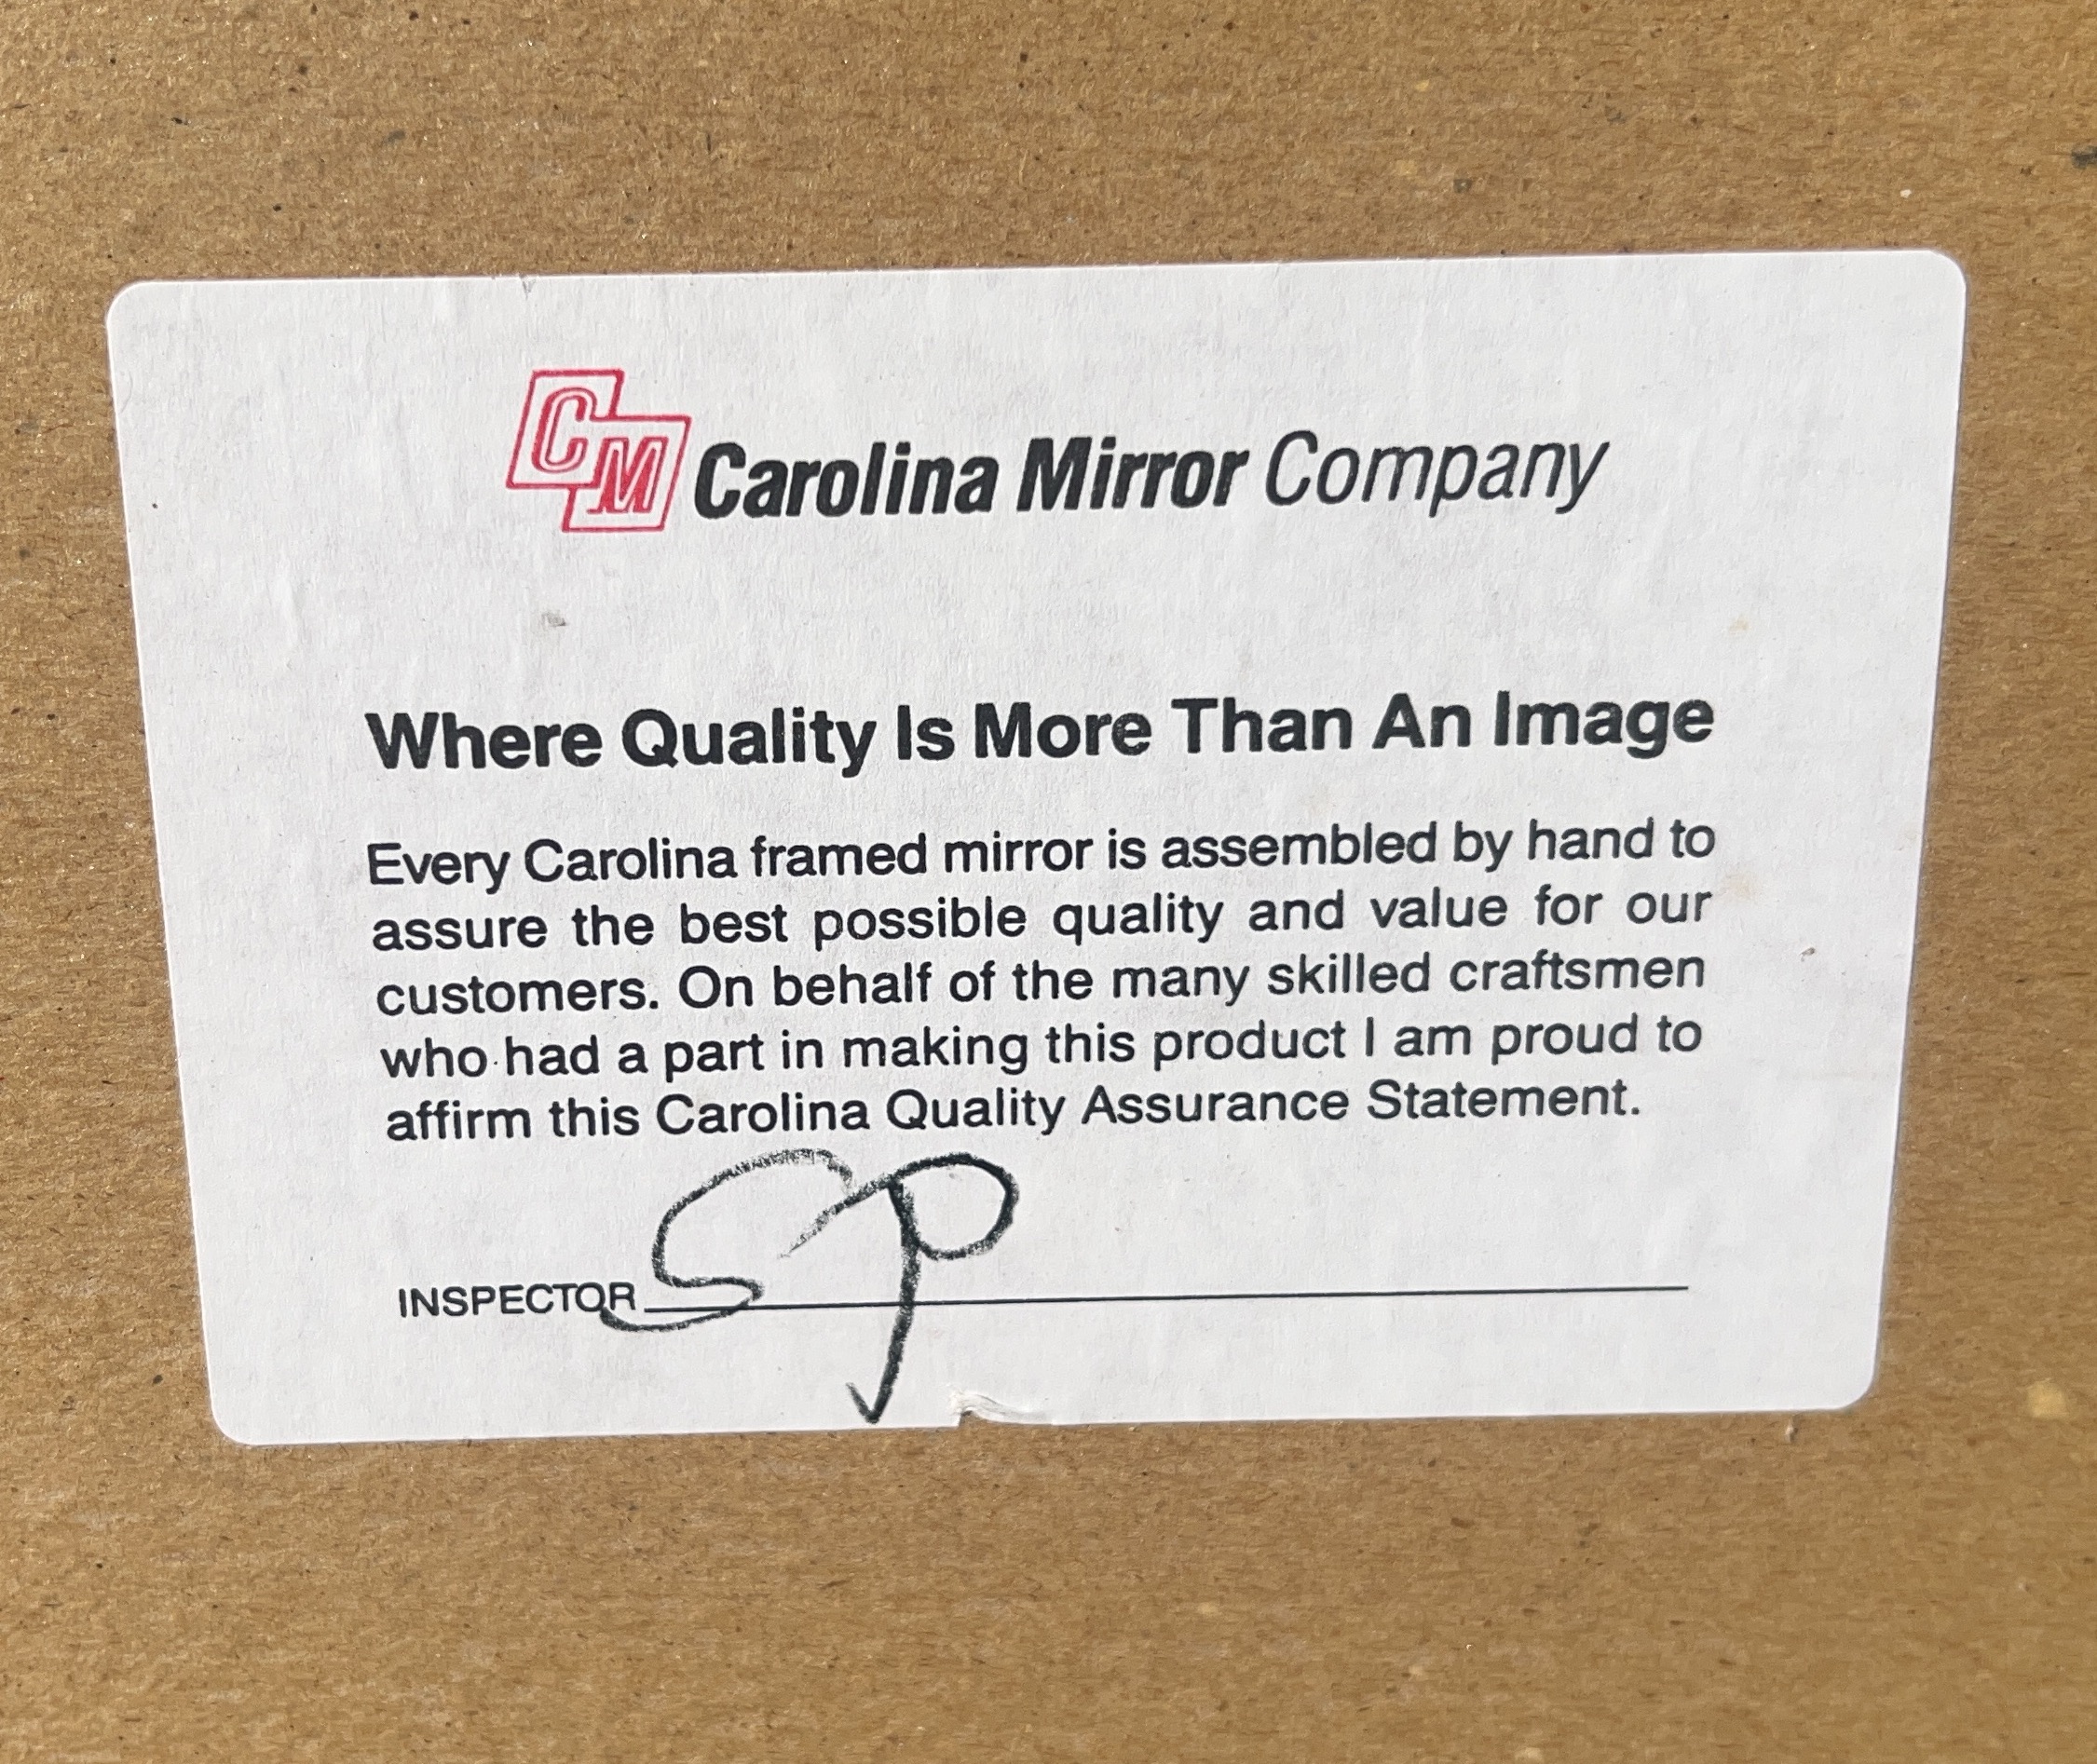 CM Carolina Mirror Company
Where Quality Is More Than An Image
Every Carolina framed mirror is assembled by hand to
assure the best possible quality and value for our
customers. On behalf of the many skilled craftsmen
who had a part in making this product I am proud to
affirm this Carolina Quality Assurance Statement.
INSPECTOR SP